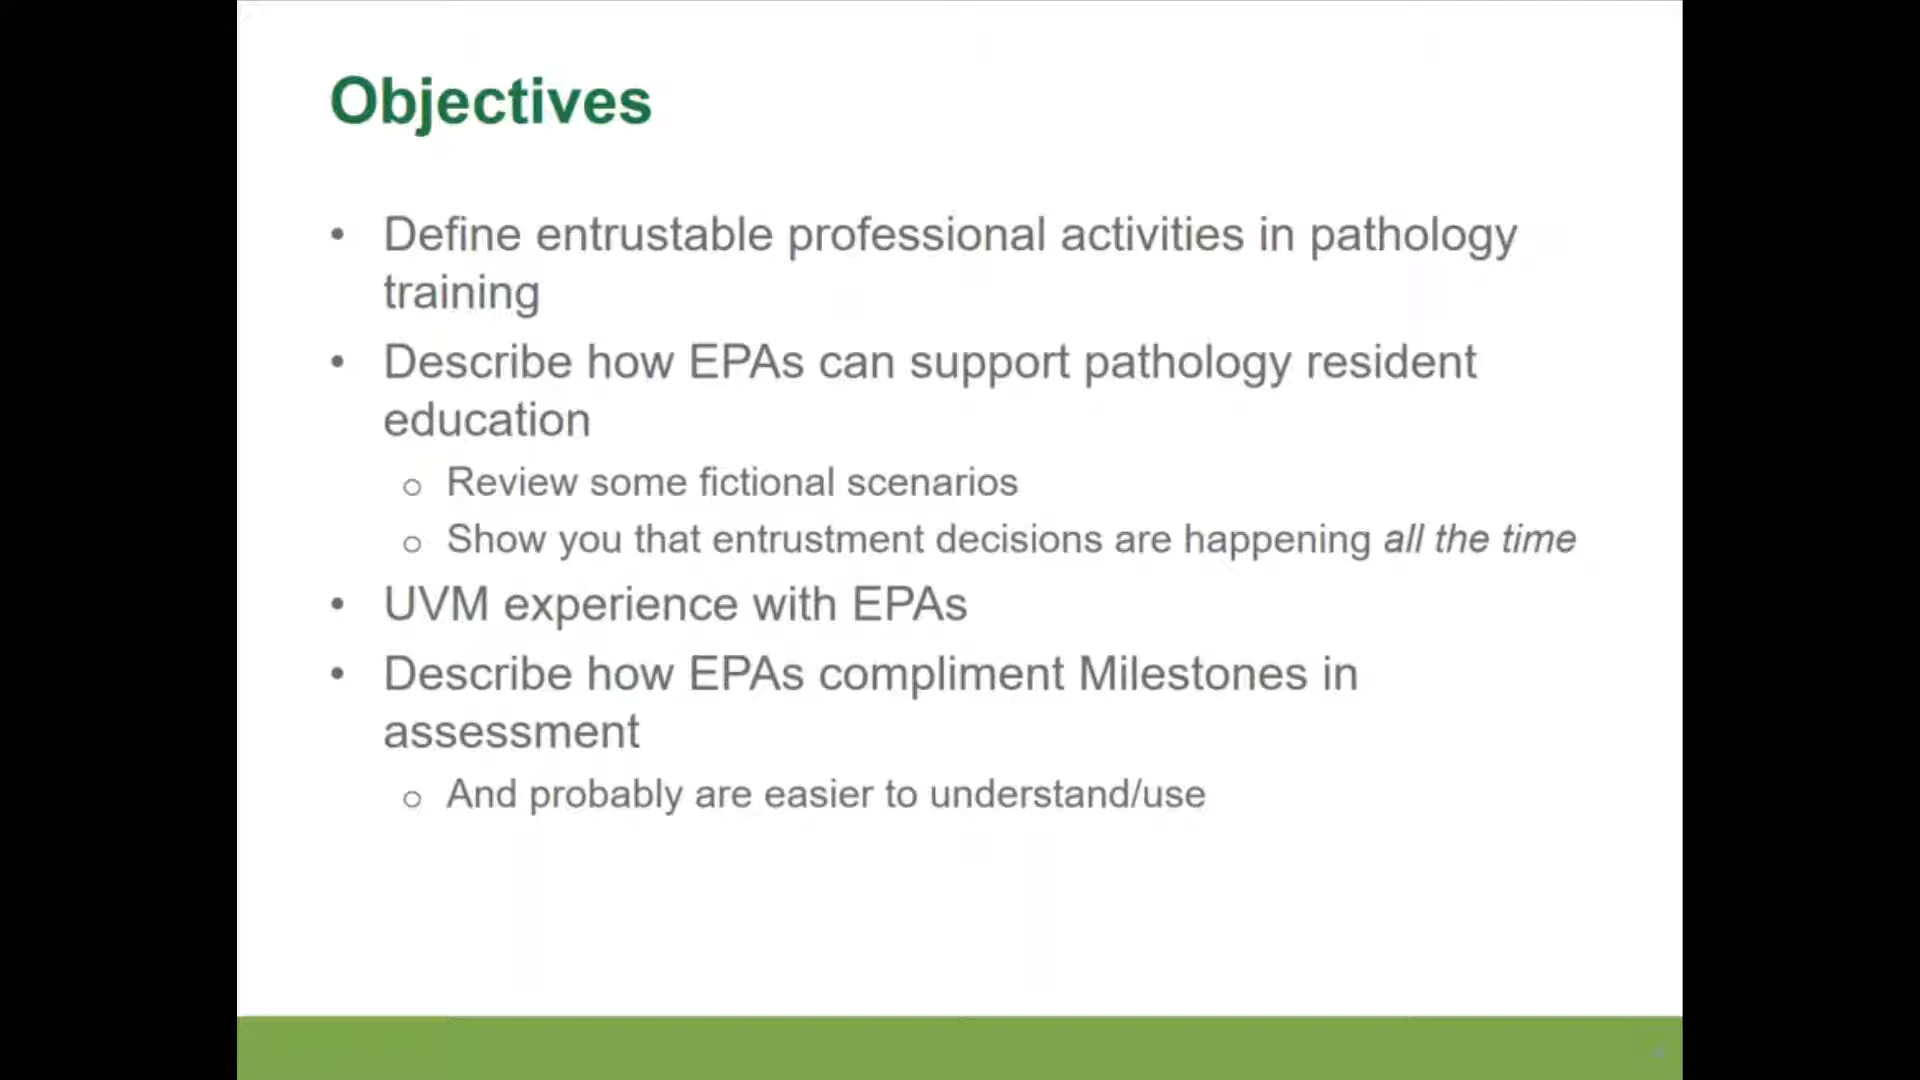 Objectives
• Define entrustable professional activities in pathology
training
• Describe how EPAs can support pathology resident
education
o Review some fictional scenarios
o Show you that entrustment decisions are happening all the time
• UVM experience with EPAs
• Describe how EPAs compliment Milestones in
assessment
o And probably are easier to understand/use